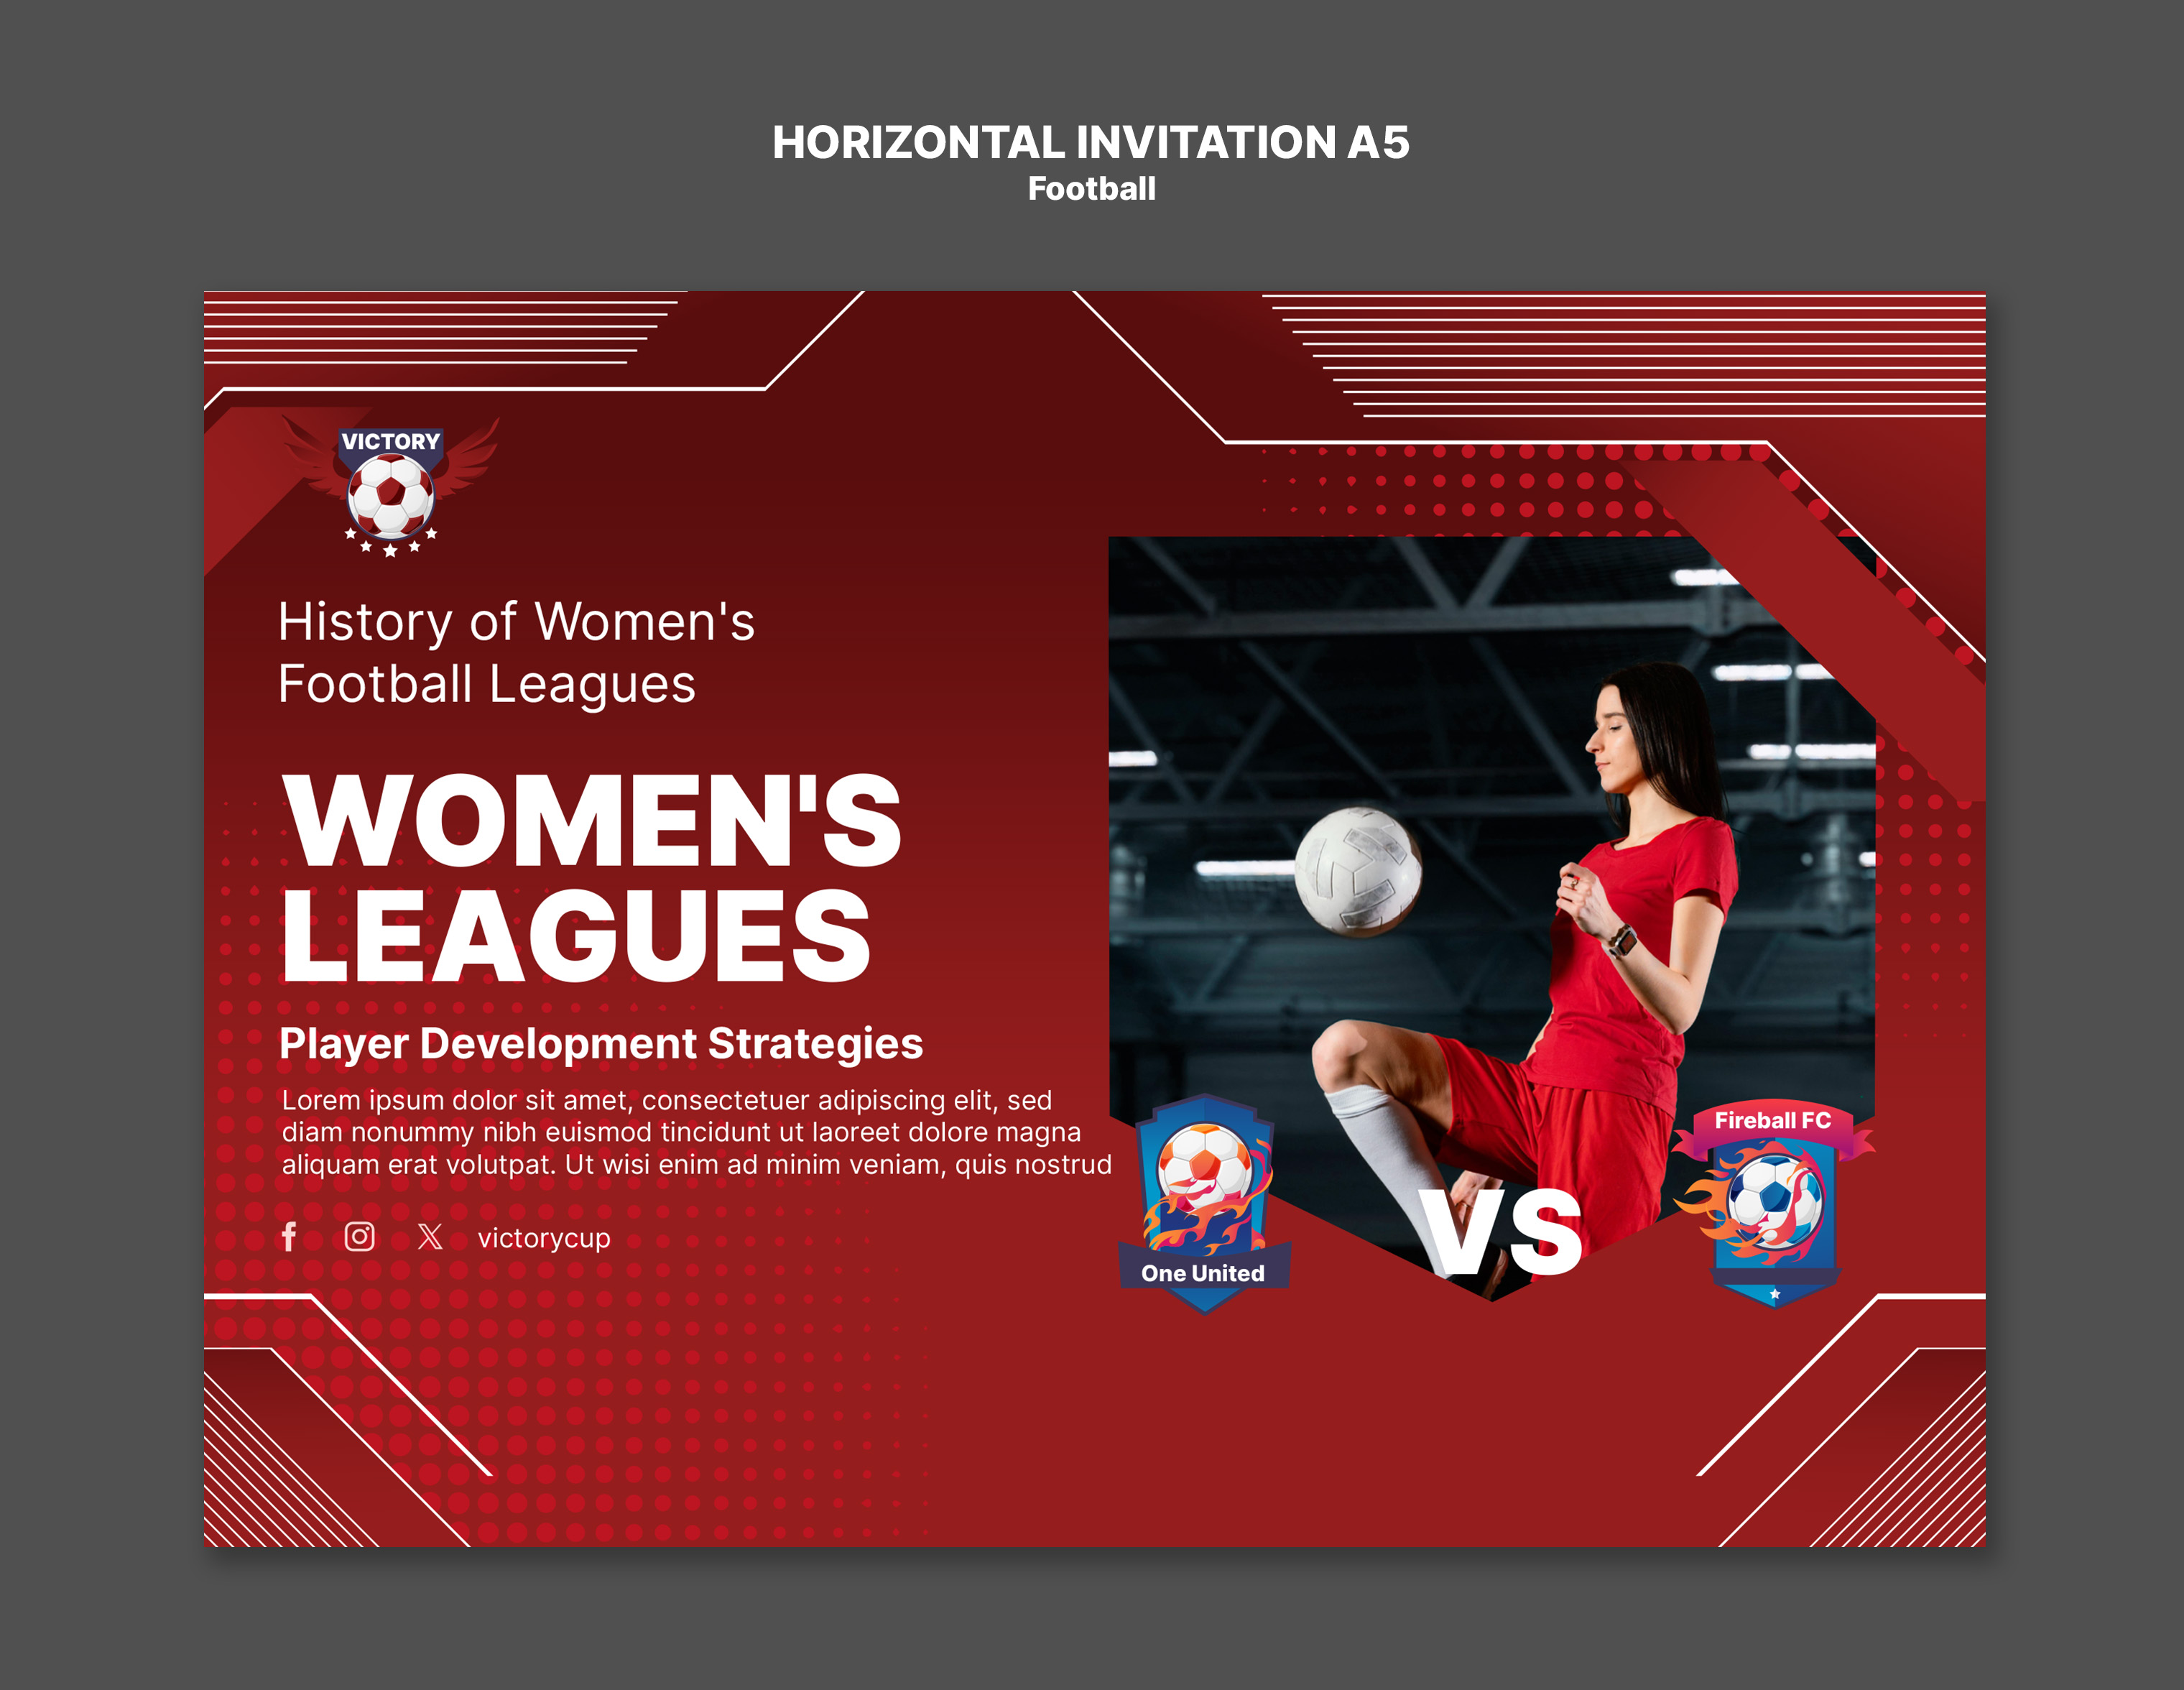 HORIZONTAL INVITATION A5
Football
VICTORY
History of Women's
Football Leagues
WOMEN'S
LEAGUES
Player Development Strategies
Lorem ipsum dolor sit amet, consectetuer adipiscing elit, sed
diam nonummy nibh euismod tincidunt ut laoreet dolore magna
aliquam erat volutpat. Ut wisi enim ad minim veniam, quis nostrud
victorycup
One United
VS
Fireball FC